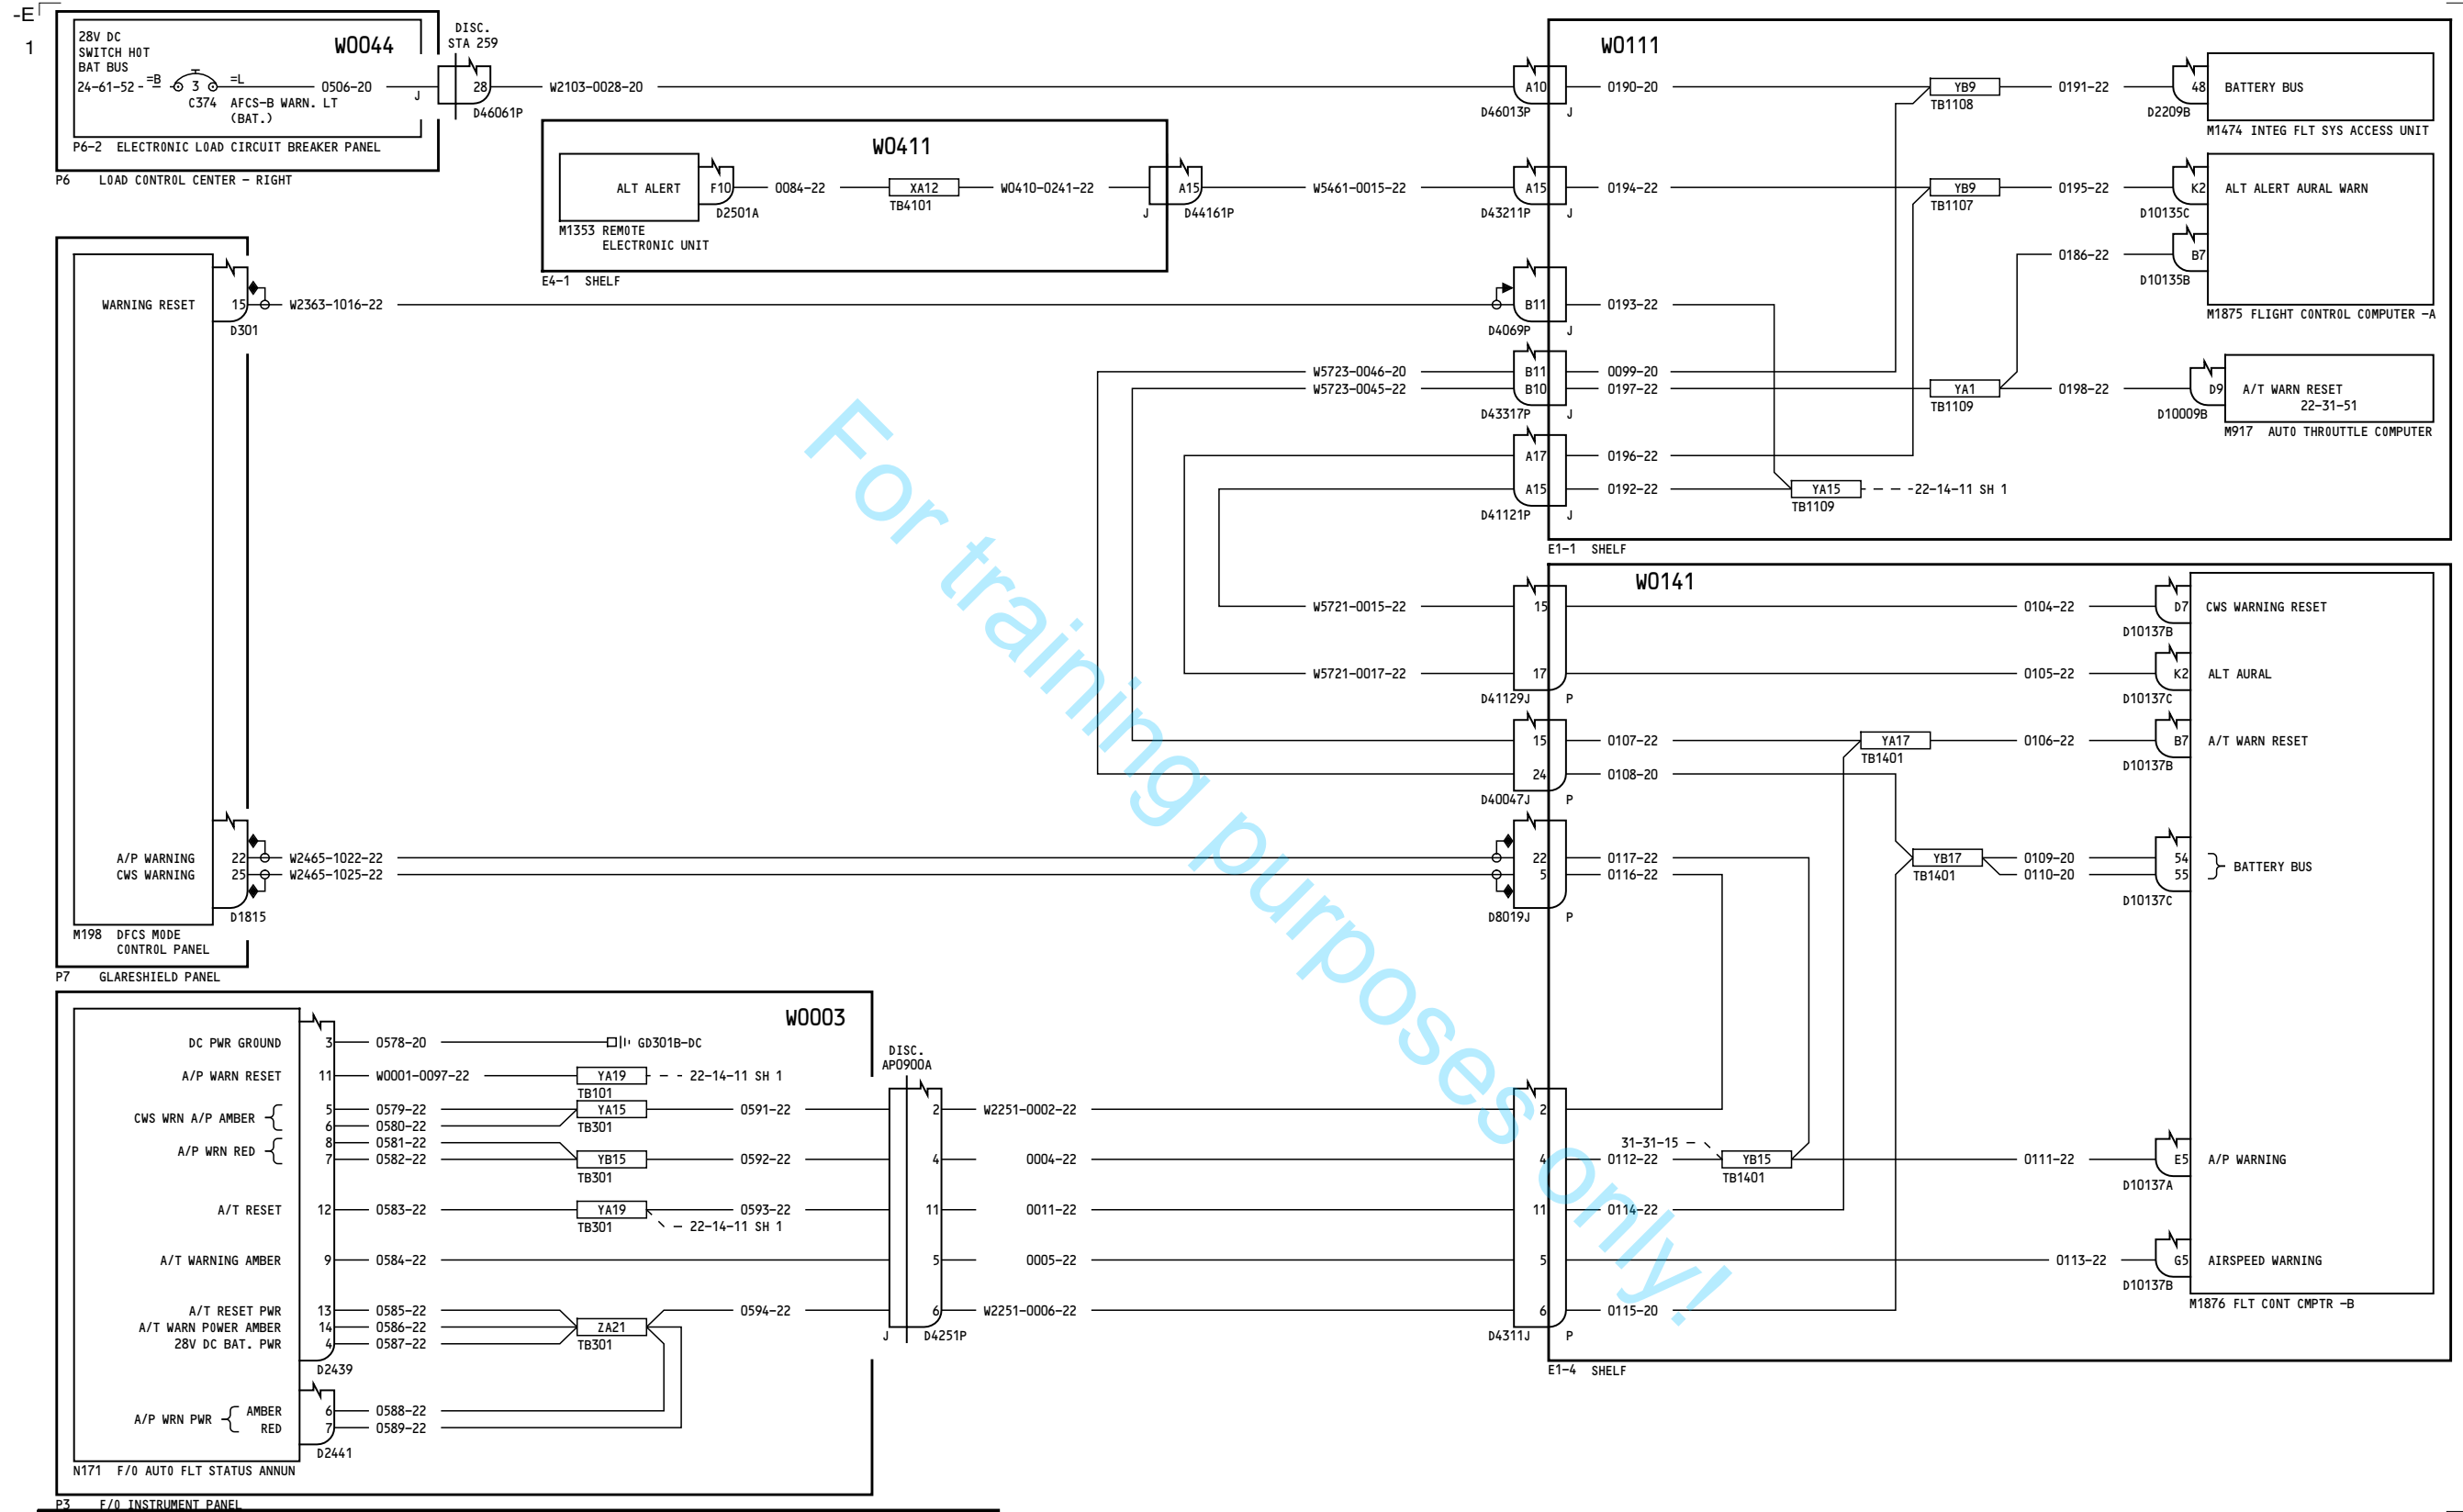 -E
1
28V DC
SWITCH HOT
BAT BUS
24-61-52
=B
3
=L
C374
AFCS-B WARN. LT
(BAT.)
0506-20
W0044
J
P6-2 ELECTRONIC LOAD CIRCUIT BREAKER PANEL
P6 LOAD CONTROL CENTER - RIGHT
DISC.
STA 259
28
D46061P
W2103-0028-20
W0411
ALT ALERT
F10
D2501A
0084-22
XA12
TB4101
W0410-0241-22
J
A15
D44161P
M1353 REMOTE
ELECTRONIC UNIT
E4-1 SHELF
W5461-0015-22
W0111
A10
D46013P
J
0190-20
YB9
TB1108
0191-22
48
D2209B
BATTERY BUS
M1474 INTEG FLT SYS ACCESS UNIT
A15
D43211P
J
0194-22
YB9
TB1107
0195-22
K2
D10135C
ALT ALERT AURAL WARN
0186-22
B7
D10135B
M1875 FLIGHT CONTROL COMPUTER -A
WARNING RESET
15
D301
W2363-1016-22
B11
D4069P
J
0193-22
W5723-0046-20
B11
0099-20
W5723-0045-22
B10
0197-22
D43317P
J
YA1
TB1109
0198-22
D9
D10009B
A/T WARN RESET
22-31-51
M917 AUTO THROTTLE COMPUTER
A17
0196-22
A15
0192-22
D41121P
J
YA15
TB1109
22-14-11 SH 1
E1-1 SHELF
W0141
W5721-0015-22
15
0104-22
D7
D10137B
CWS WARNING RESET
W5721-0017-22
17
D41129J
P
0105-22
K2
D10137C
ALT AURAL
15
0107-22
YA17
TB1401
0106-22
B7
D10137B
A/T WARN RESET
24
0108-20
D40047J
P
A/P WARNING
22
W2465-1022-22
22
0117-22
YB17
TB1401
0109-20
54
CWS WARNING
25
W2465-1025-22
5
0116-22
0110-20
55
BATTERY BUS
D10137C
D1815
D8019J
P
M198 DFCS MODE
CONTROL PANEL
P7 GLARESHIELD PANEL
W0003
DC PWR GROUND
3
0578-20
GD301B-DC
A/P WARN RESET
11
W0001-0097-22
YA19
TB101
22-14-11 SH 1
CWS WRN A/P AMBER
5
0579-22
6
0580-22
YA15
TB301
0591-22
A/P WRN RED
8
0581-22
7
0582-22
YB15
TB301
0592-22
A/T RESET
12
0583-22
YA19
TB301
0593-22
22-14-11 SH 1
A/T WARNING AMBER
9
0584-22
A/T RESET PWR
13
0585-22
A/T WARN POWER AMBER
14
0586-22
28V DC BAT. PWR
4
0587-22
ZA21
TB301
0594-22
D2439
A/P WRN PWR
AMBER
6
0588-22
RED
7
0589-22
D2441
N171 F/O AUTO FLT STATUS ANNUN
P3 F/O INSTRUMENT PANEL
DISC.
AP0900A
2
W2251-0002-22
2
4
0004-22
4
31-31-15
0112-22
YB15
TB1401
0111-22
E5
D10137A
A/P WARNING
11
0011-22
11
0114-22
5
0005-22
5
0113-22
G5
D10137B
AIRSPEED WARNING
6
W2251-0006-22
6
0115-20
J
D4251P
D4311J
P
M1876 FLT CONT CMPTR -B
E1-4 SHELF
For training purposes only!